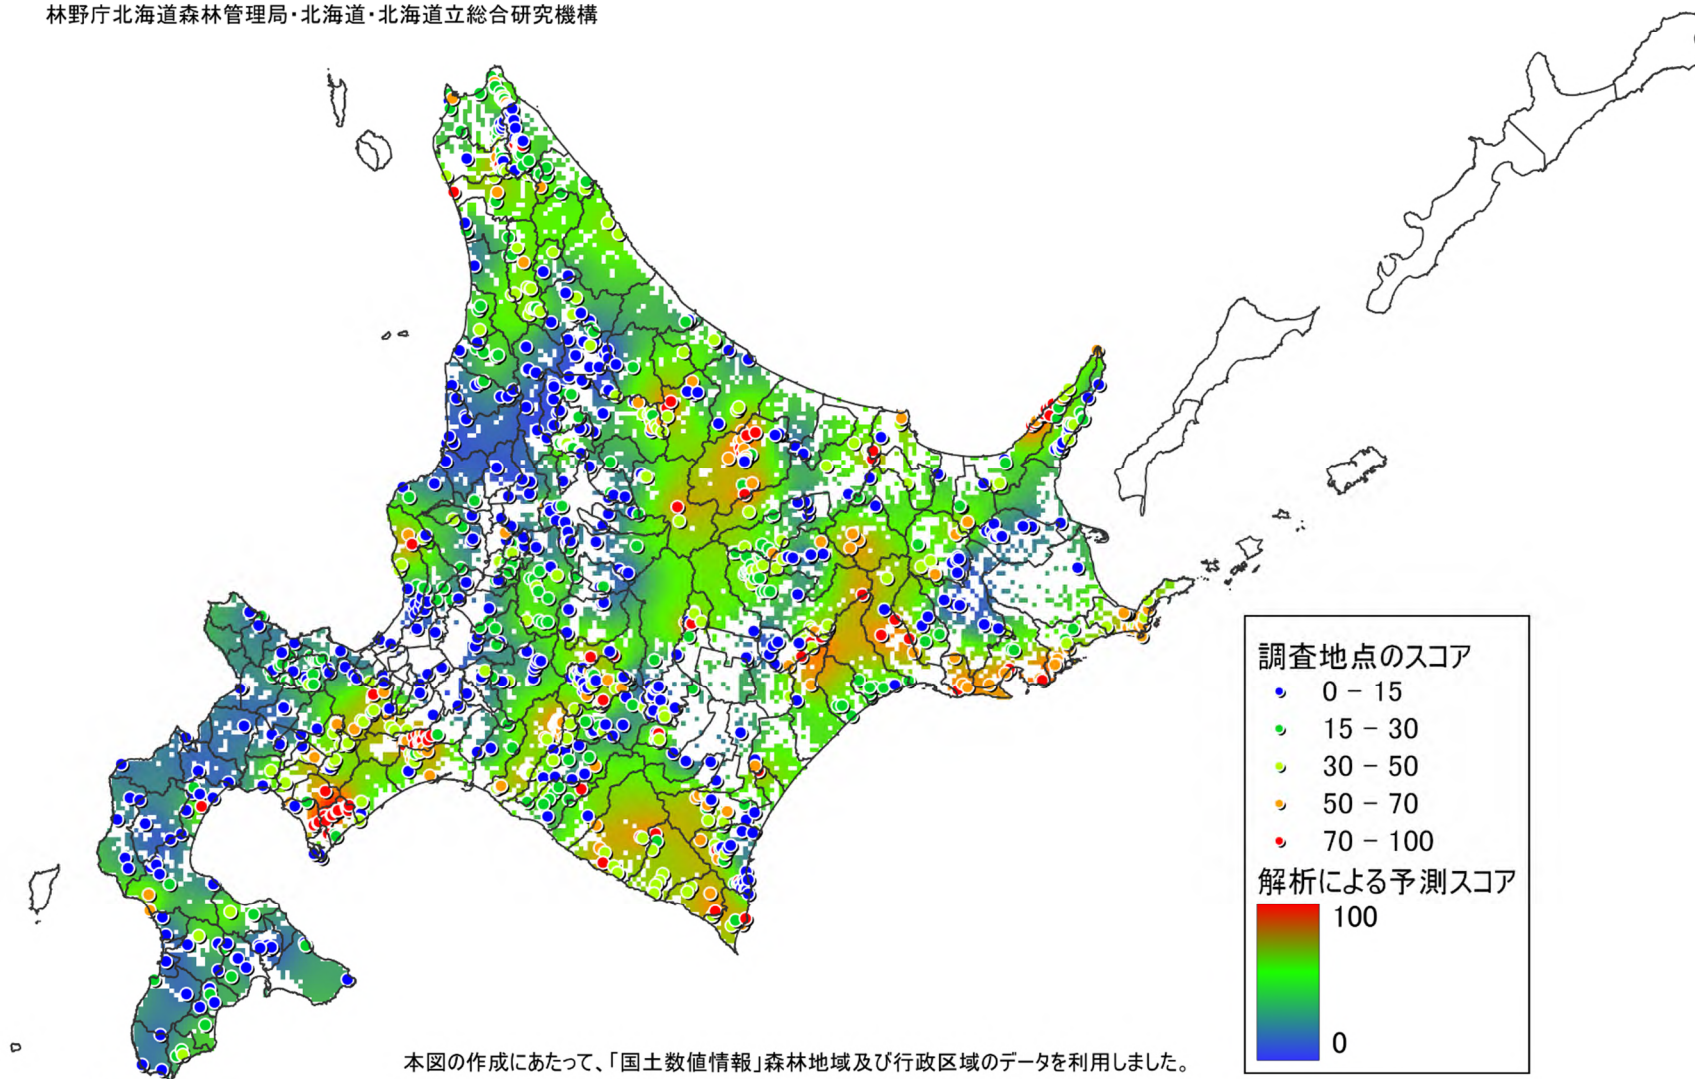 林野庁北海道森林管理局・北海道・北海道立総合研究機構
調査地点のスコア
0 − 15
15 − 30
30 − 50
50 − 70
70 − 100
解析による予測スコア
100
0
本図の作成にあたって、「国土数値情報」森林地域及び行政区域のデータを利用しました。